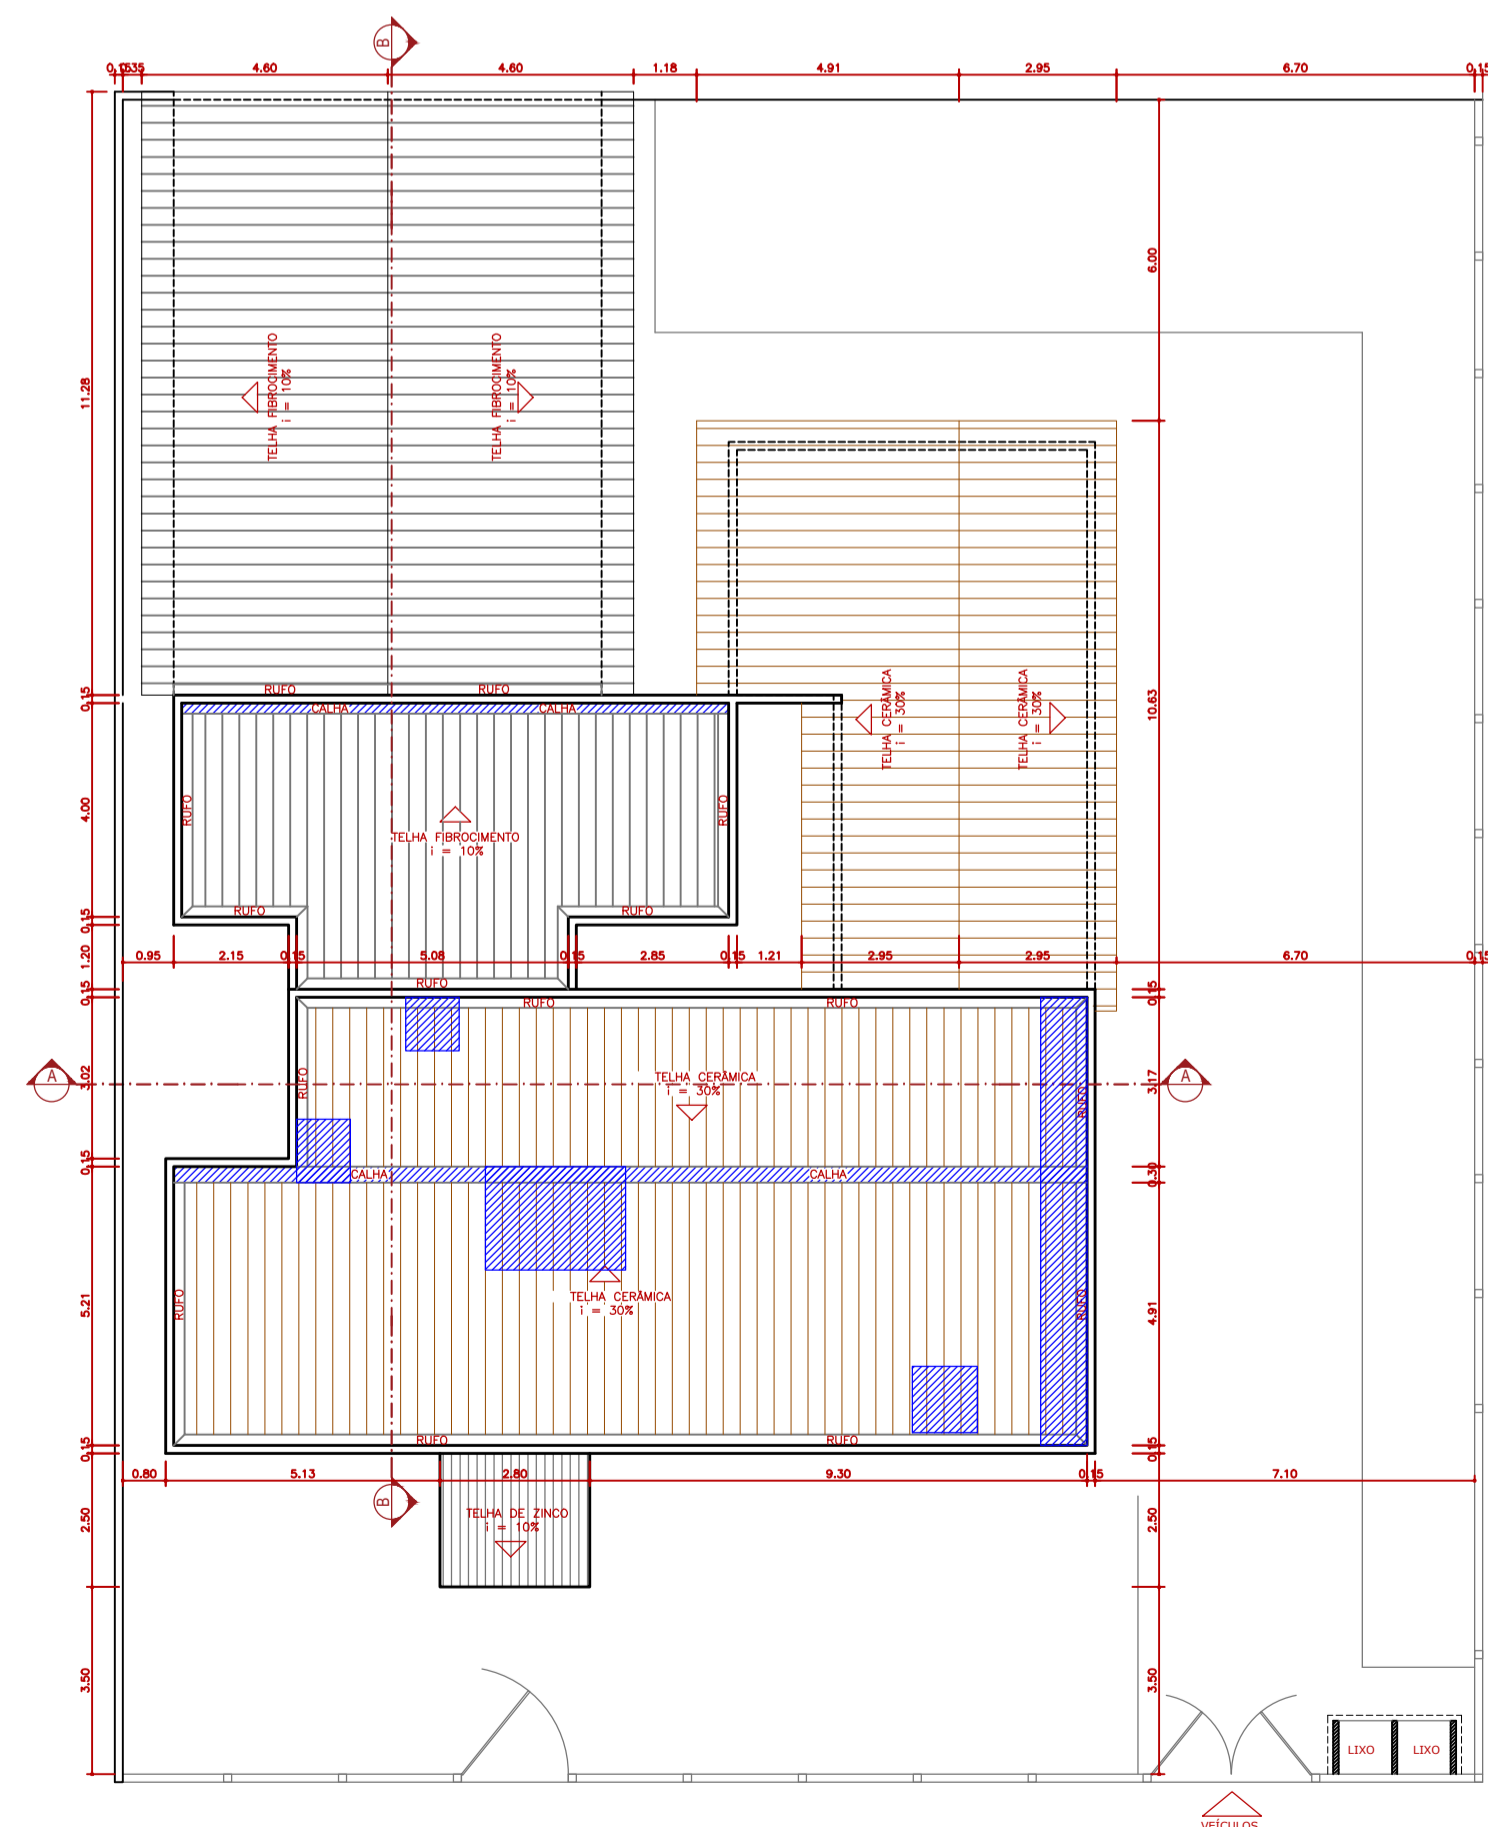 B
0.15
0.35
4.60
4.60
1.18
4.91
2.95
6.70
0.15
6.00
11.28
TELHA FIBROCIMENTO
i = 10%
TELHA FIBROCIMENTO
i = 10%
TELHA CERÂMICA
i = 30%
TELHA CERÂMICA
i = 30%
10.63
0.15
RUFO
RUFO
CALHA
CALHA
4.00
RUFO
RUFO
TELHA FIBROCIMENTO
i = 10%
0.15
RUFO
RUFO
1.20
0.95
2.15
0.15
5.08
0.15
2.85
0.15
1.21
2.95
2.95
6.70
0.15
RUFO
0.15
RUFO
RUFO
0.15
A
3.02
RUFO
TELHA CERÂMICA
i = 30%
RUFO
3.17
A
0.15
CALHA
CALHA
0.30
5.21
RUFO
TELHA CERÂMICA
i = 30%
RUFO
4.91
0.15
RUFO
RUFO
0.15
0.80
5.13
2.80
9.30
0.15
7.10
B
2.50
TELHA DE ZINCO
i = 10%
2.50
3.50
3.50
LIXO
LIXO
VEÍCULOS